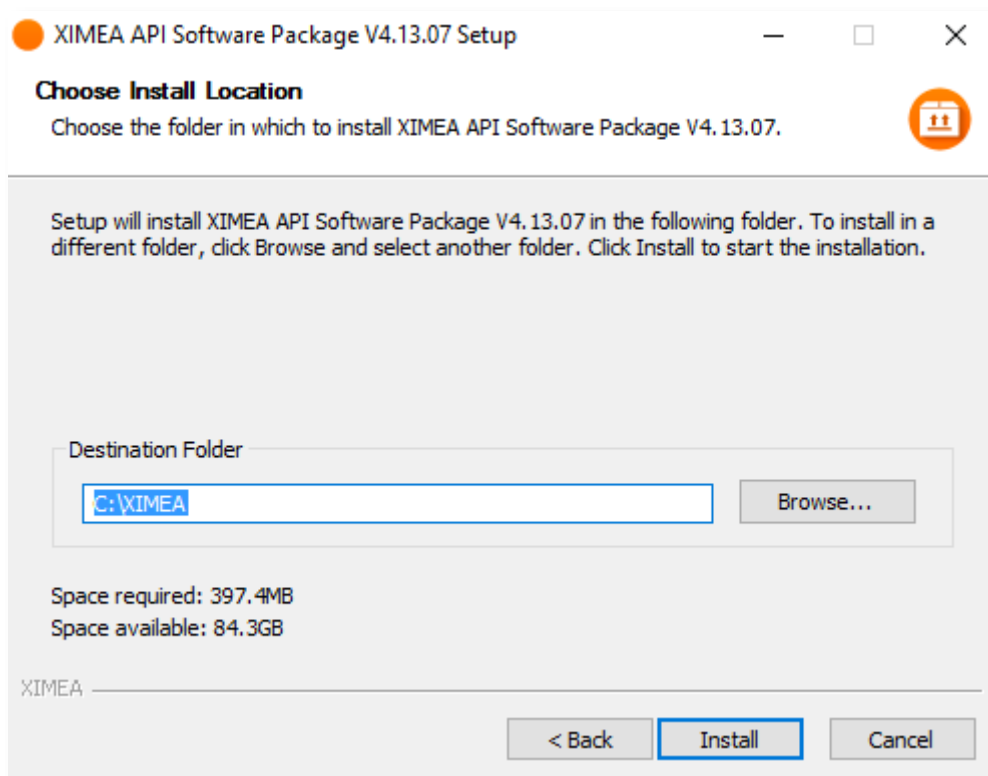 XIMEA API Software Package V4.13.07 Setup
Choose Install Location
Choose the folder in which to install XIMEA API Software Package V4.13.07.
Setup will install XIMEA API Software Package V4.13.07 in the following folder. To install in a
different folder, click Browse and select another folder. Click Install to start the installation.
Destination Folder
C:\XIMEA
Browse...
Space required: 397.4MB
Space available: 84.3GB
XIMEA
< Back
Install
Cancel